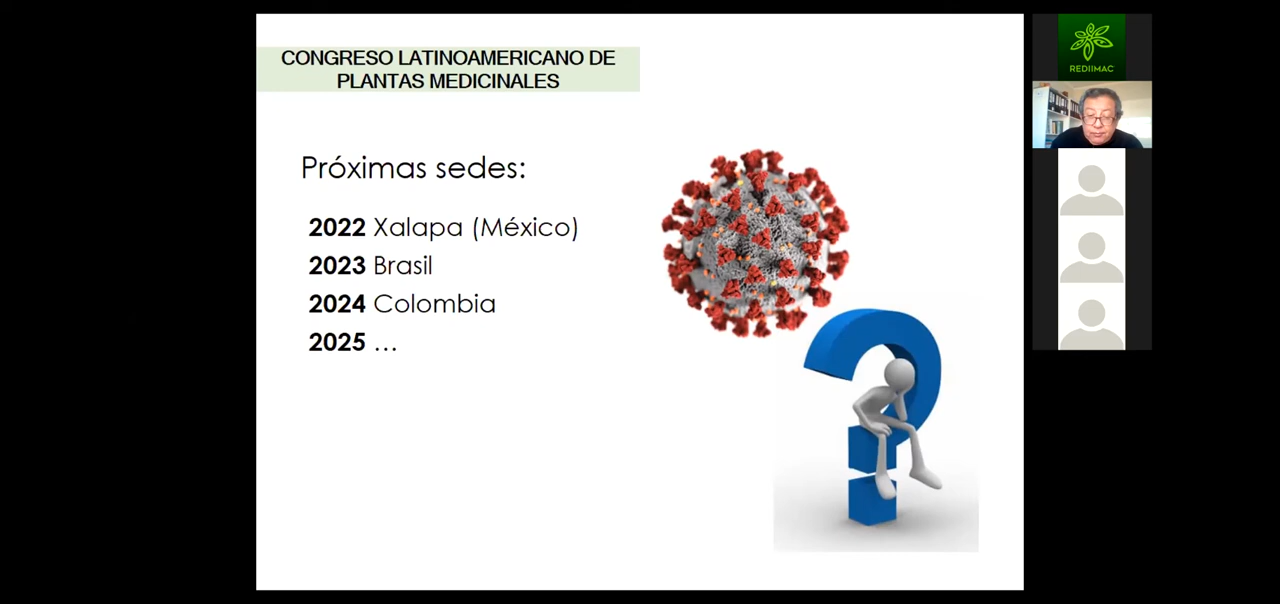 CONGRESO LATINOAMERICANO DE
PLANTAS MEDICINALES
Próximas sedes:
2022 Xalapa (México)
2023 Brasil
2024 Colombia
2025 ...
REDIIMAC